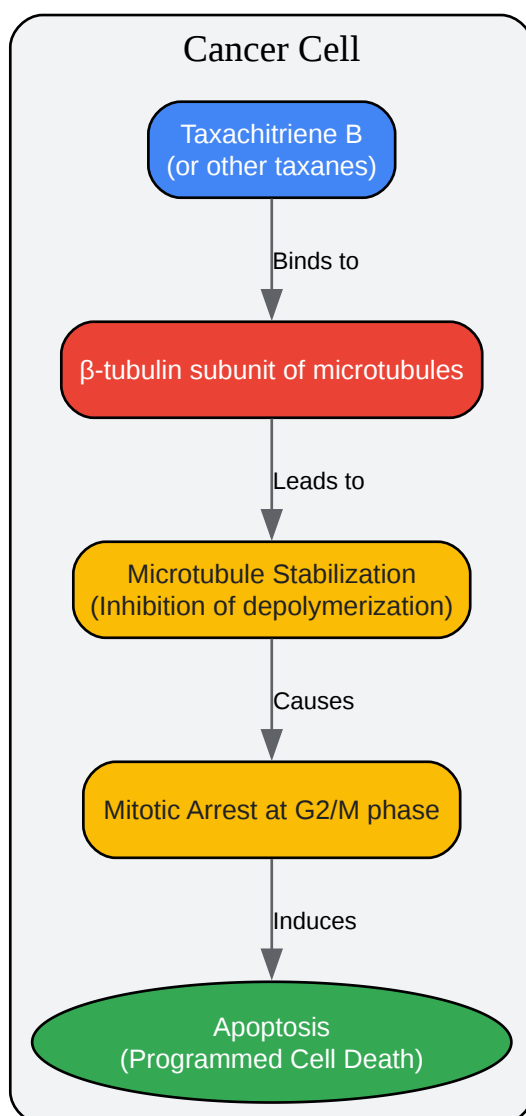 Cancer Cell
Taxachitriene B
(or other taxanes)
Binds to
β-tubulin subunit of microtubules
Leads to
Microtubule Stabilization
(Inhibition of depolymerization)
Causes
Mitotic Arrest at G2/M phase
Induces
Apoptosis
(Programmed Cell Death)